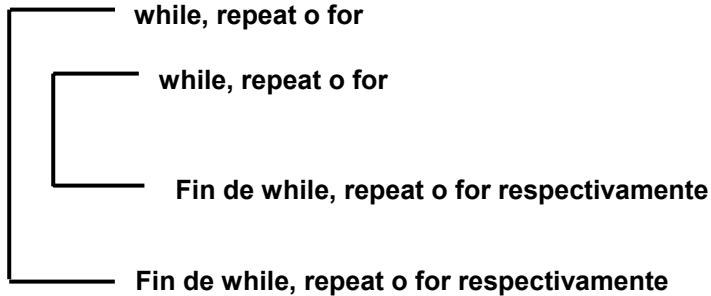 while, repeat o for
while, repeat o for
Fin de while, repeat o for respectivamente
Fin de while, repeat o for respectivamente